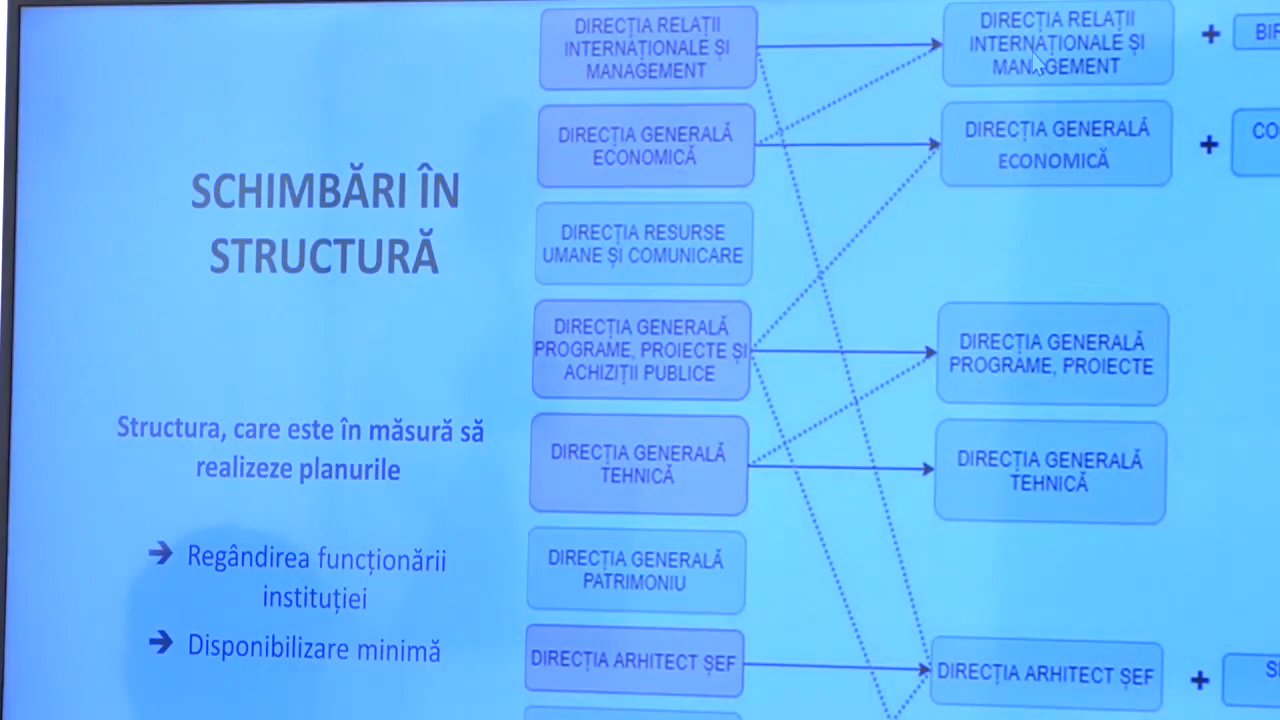 SCHIMBĂRI ÎN
STRUCTURĂ
Structura, care este în măsură să
realizeze planurile
➔ Regândirea funcționării
instituției
➔ Disponibilizare minimă
DIRECȚIA RELAȚII
INTERNAȚIONALE ȘI
MANAGEMENT
DIRECȚIA GENERALĂ
ECONOMICĂ
DIRECȚIA RESURSE
UMANE ȘI COMUNICARE
DIRECȚIA GENERALĂ
PROGRAME, PROIECTE ȘI
ACHIZIȚII PUBLICE
DIRECȚIA GENERALĂ
TEHNICĂ
DIRECȚIA GENERALĂ
PATRIMONIU
DIRECȚIA ARHITECT ȘEF
DIRECȚIA RELAȚII
INTERNAȚIONALE ȘI
MANAGEMENT
+
DIRECȚIA GENERALĂ
ECONOMICĂ
+
DIRECȚIA GENERALĂ
PROGRAME, PROIECTE
DIRECȚIA GENERALĂ
TEHNICĂ
DIRECȚIA ARHITECT ȘEF
+